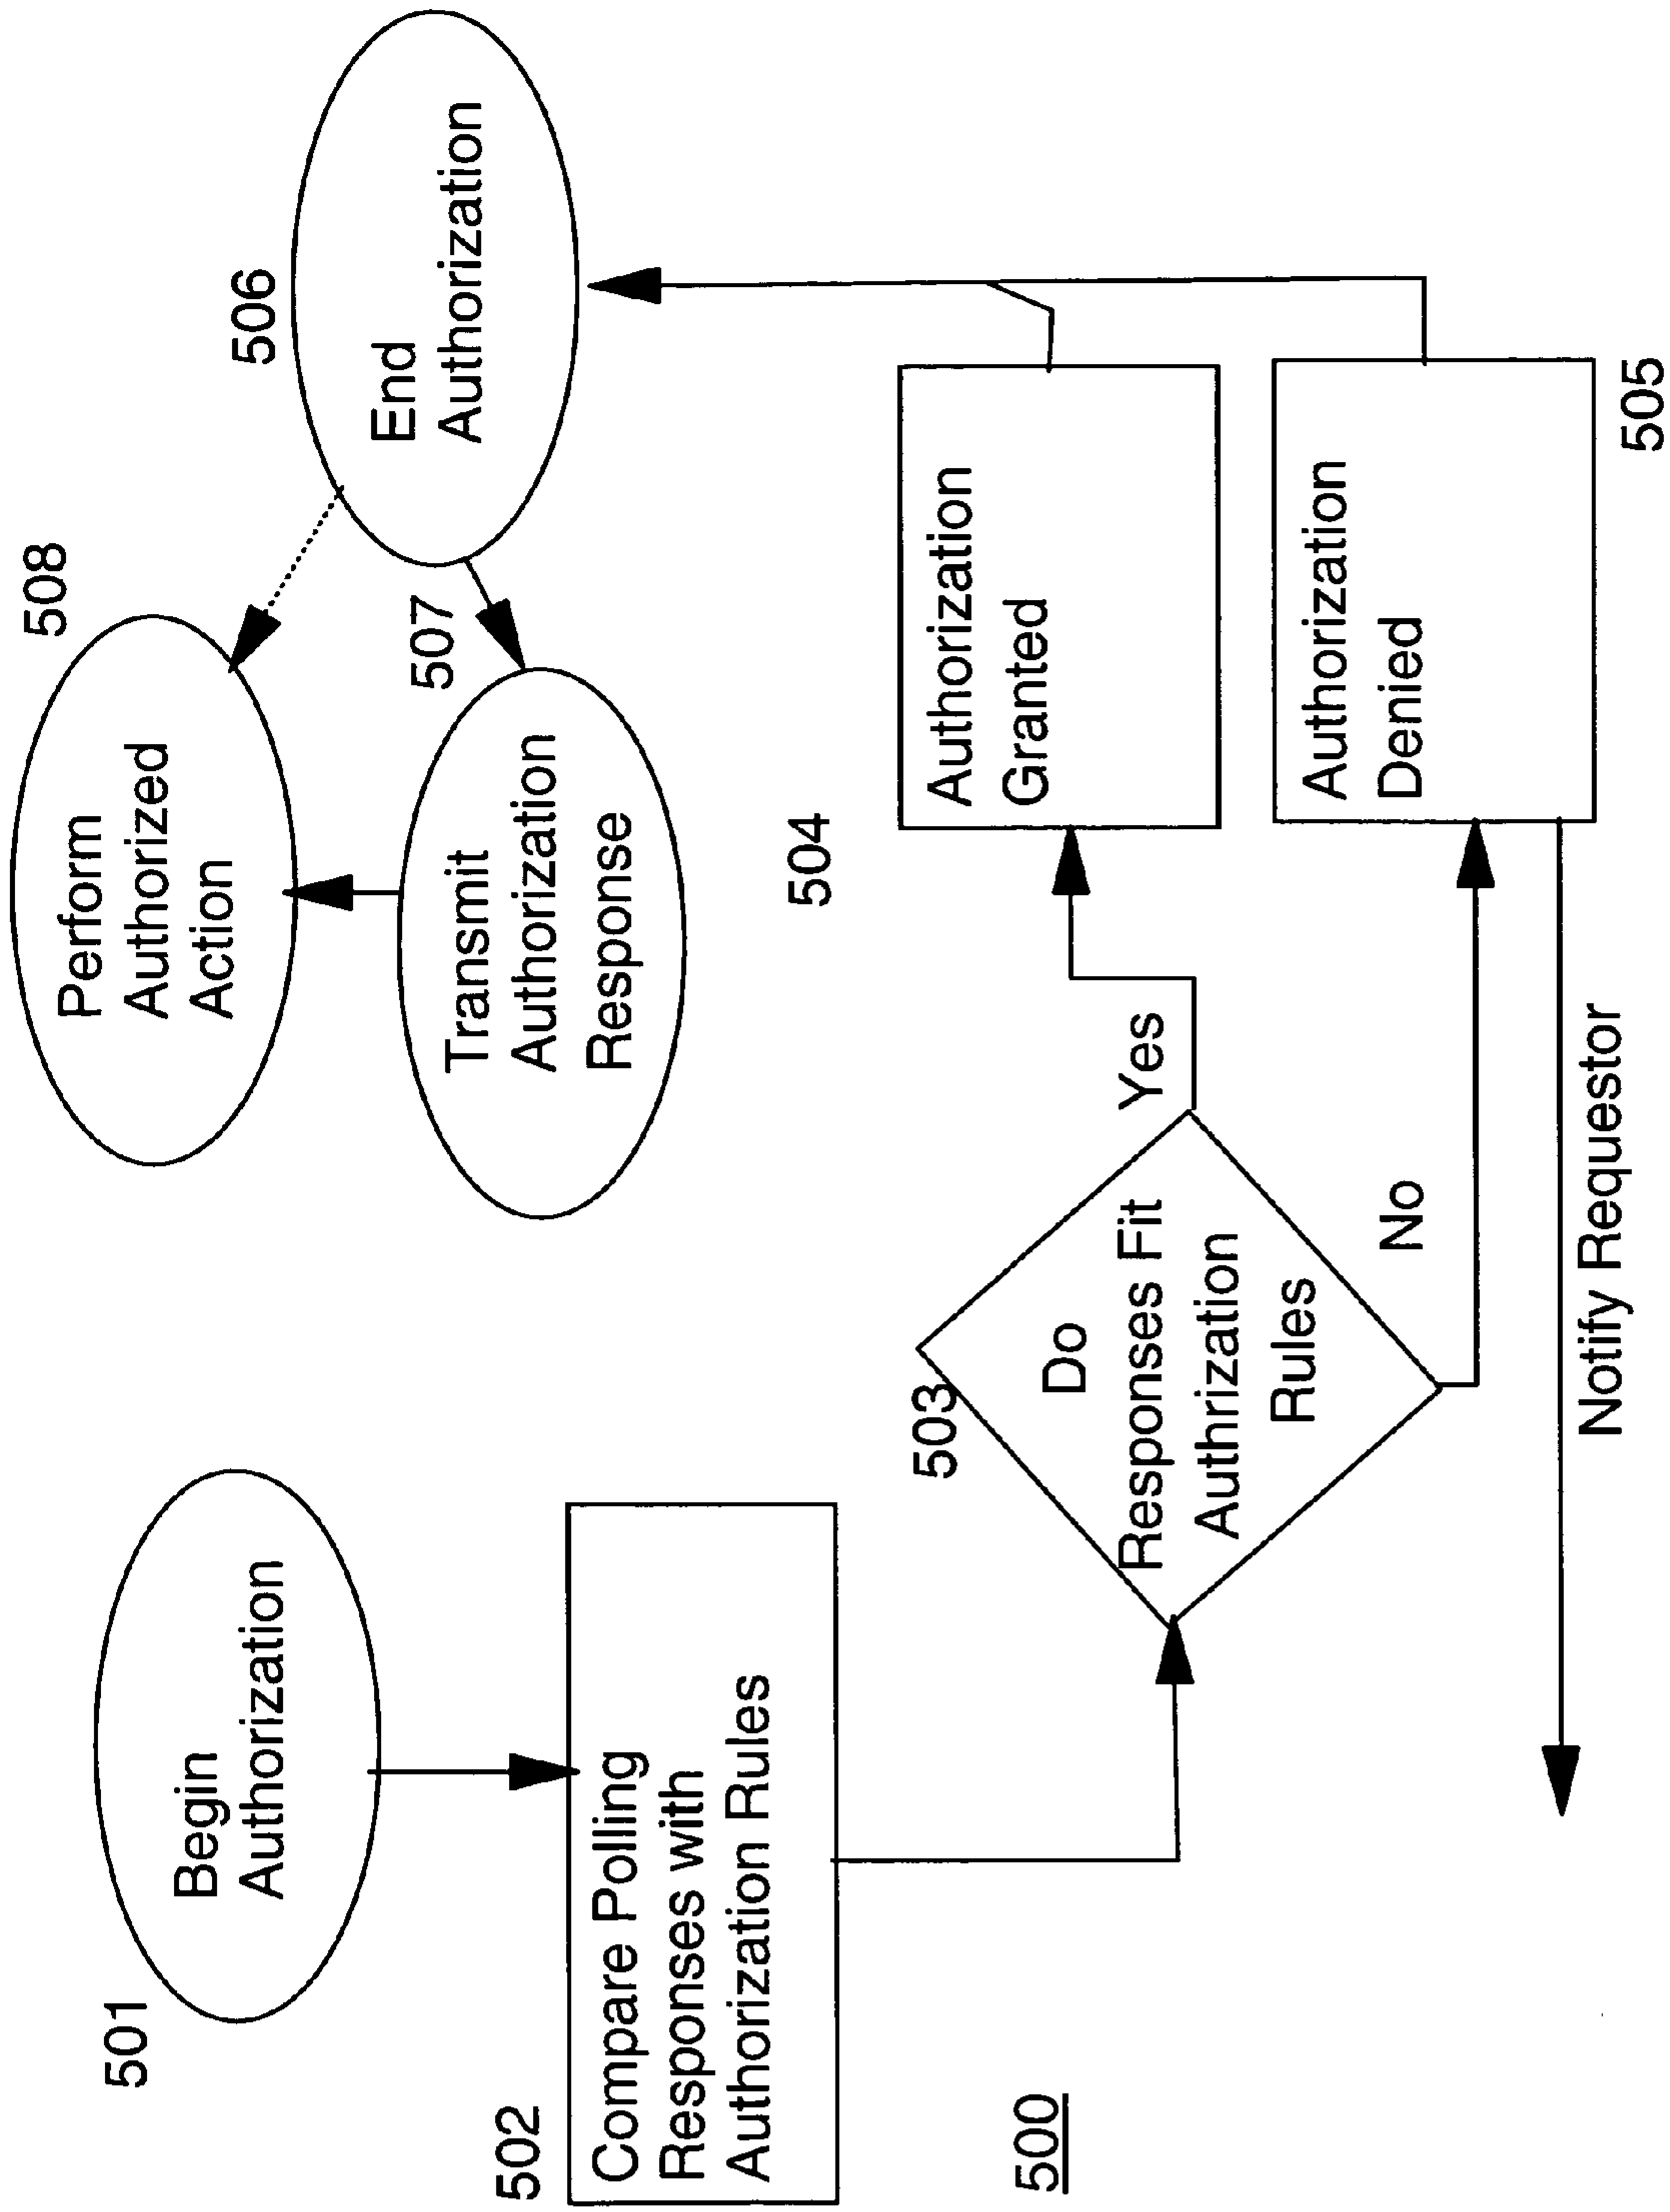 501
Begin
Authorization
502
Compare Polling
Responses with
Authorization Rules
500
503
Do
Responses Fit
Authrization
Rules
Yes
No
504
Authorization
Granted
Authorization
Denied
505
Notify Requestor
506
End
Authorization
507
Transmit
Authorization
Response
508
Perform
Authorized
Action